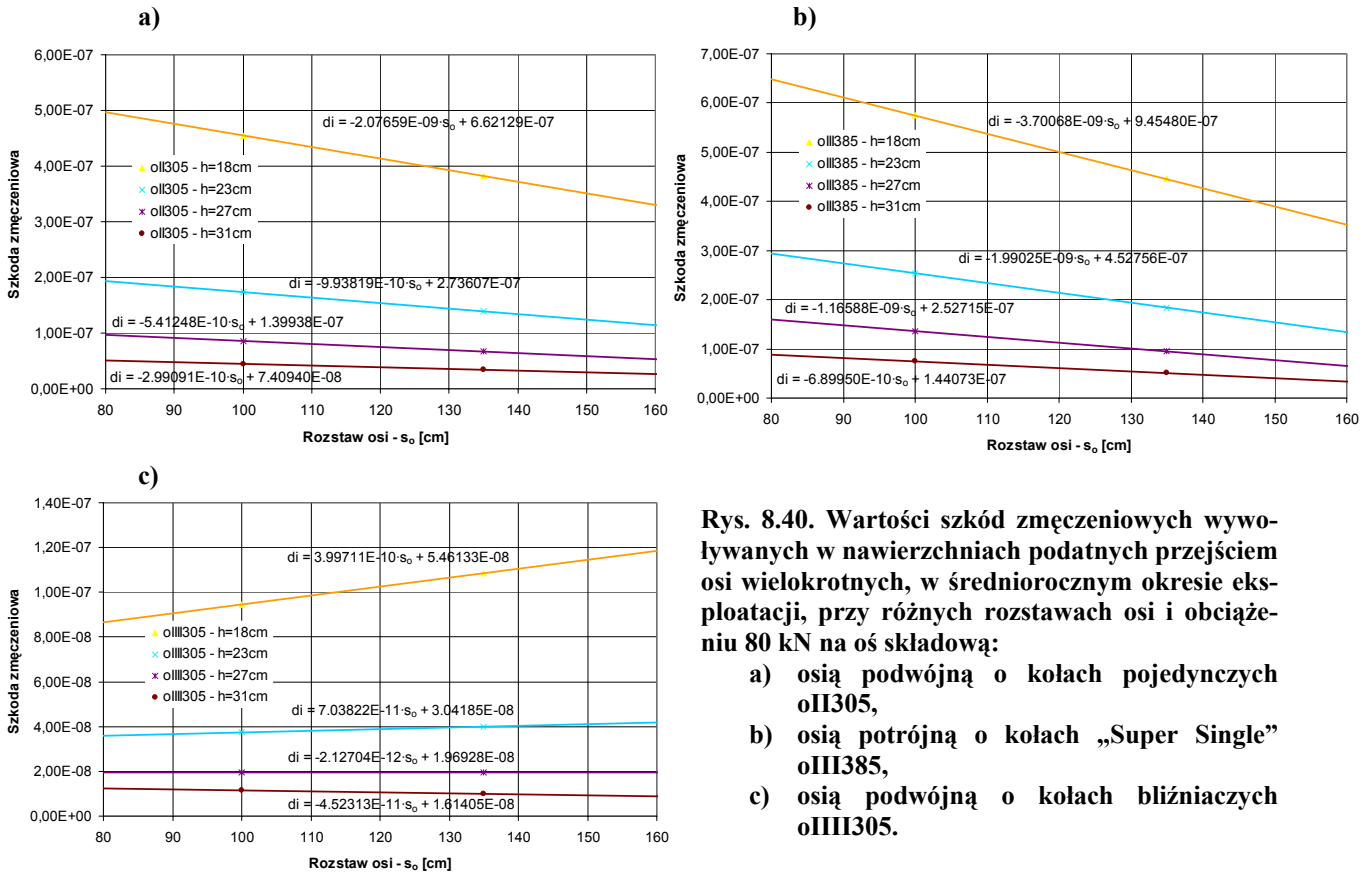 a)
6,00E-07
5,00E-07
4,00E-07
3,00E-07
2,00E-07
1,00E-07
0,00E+00
80 90 100 110 120 130 140 150 160
Szkoda zmęczeniowa
Rozstaw osi - sₒ [cm]
di = -2.07659E-09·sₒ + 6.62129E-07
oII305 - h=18cm
oII305 - h=23cm
oII305 - h=27cm
oII305 - h=31cm
di = -9.93819E-10·sₒ + 2.73607E-07
di = -5.41248E-10·sₒ + 1.39938E-07
di = -2.99091E-10·sₒ + 7.40940E-08
b)
7,00E-07
6,00E-07
5,00E-07
4,00E-07
3,00E-07
2,00E-07
1,00E-07
0,00E+00
80 90 100 110 120 130 140 150 160
Szkoda zmęczeniowa
Rozstaw osi - sₒ [cm]
di = -3.70068E-09·sₒ + 9.45480E-07
oIII385 - h=18cm
oIII385 - h=23cm
oIII385 - h=27cm
oIII385 - h=31cm
di = -1.99025E-09·sₒ + 4.52756E-07
di = -1.16588E-09·sₒ + 2.52715E-07
di = -6.89950E-10·sₒ + 1.44073E-07
c)
1,40E-07
1,20E-07
1,00E-07
8,00E-08
6,00E-08
4,00E-08
2,00E-08
0,00E+00
80 90 100 110 120 130 140 150 160
Szkoda zmęczeniowa
Rozstaw osi - sₒ [cm]
di = 3.99711E-10·sₒ + 5.46133E-08
oIIII305 - h=18cm
oIIII305 - h=23cm
oIIII305 - h=27cm
oIIII305 - h=31cm
di = 7.03822E-11·sₒ + 3.04185E-08
di = -2.12704E-12·sₒ + 1.96928E-08
di = -4.52313E-11·sₒ + 1.61405E-08
Rys. 8.40. Wartości szkód zmęczeniowych wywo-
ływanych w nawierzchniach podatnych przejściem
osi wielokrotnych, w średniorocznym okresie eks-
ploatacji, przy różnych rozstawach osi i obciąże-
niu 80 kN na oś składową:
a) osią podwójną o kołach pojedynczych
oII305,
b) osią potrójną o kołach „Super Single”
oIII385,
c) osią podwójną o kołach bliźniaczych
oIIII305.